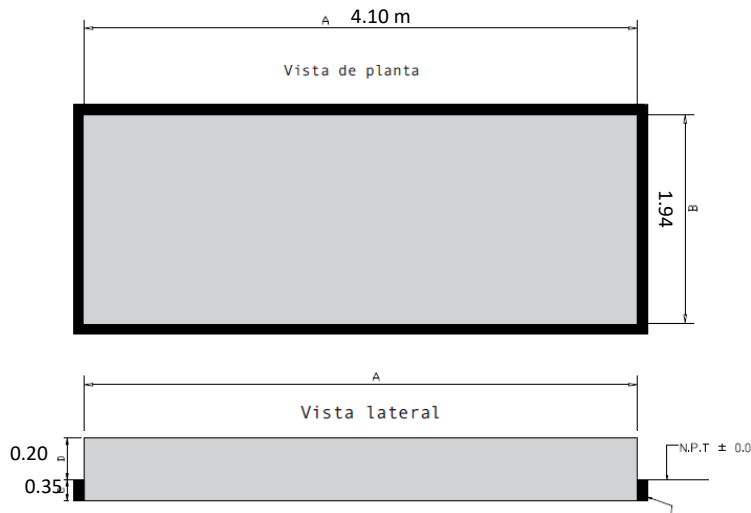 A 4.10 m
Vista de planta
1.94
B
A
Vista lateral
0.20 D
N.P.T ± 0.0
0.35